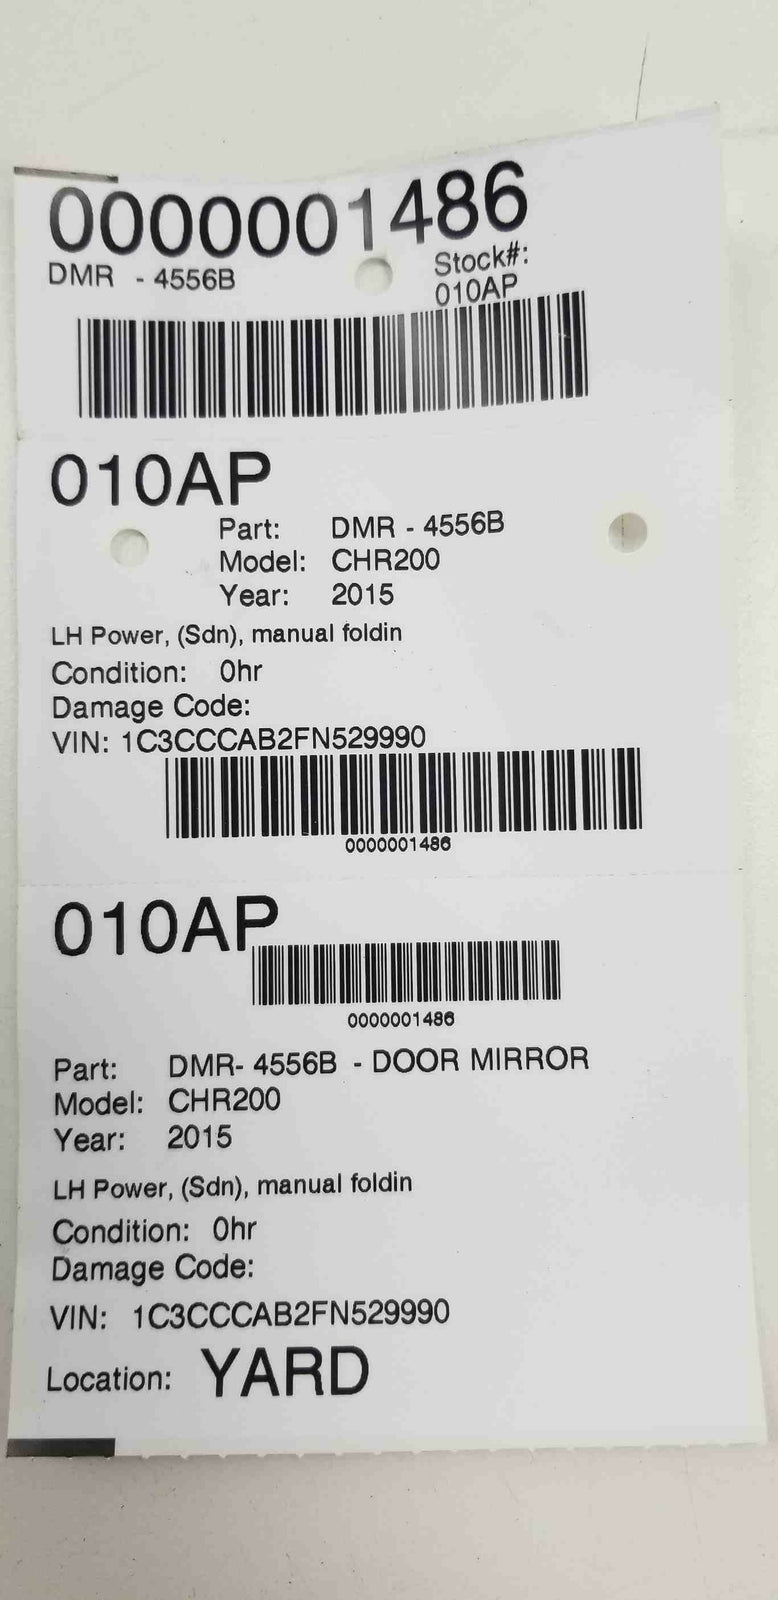 0000001486
DMR - 4556B
Stock#:
010AP
010AP
Part: DMR - 4556B
Model: CHR200
Year: 2015
LH Power, (Sdn), manual foldin
Condition: 0hr
Damage Code:
VIN: 1C3CCCAB2FN529990
0000001486
010AP
0000001486
Part: DMR- 4556B - DOOR MIRROR
Model: CHR200
Year: 2015
LH Power, (Sdn), manual foldin
Condition: 0hr
Damage Code:
VIN: 1C3CCCAB2FN529990
Location: YARD